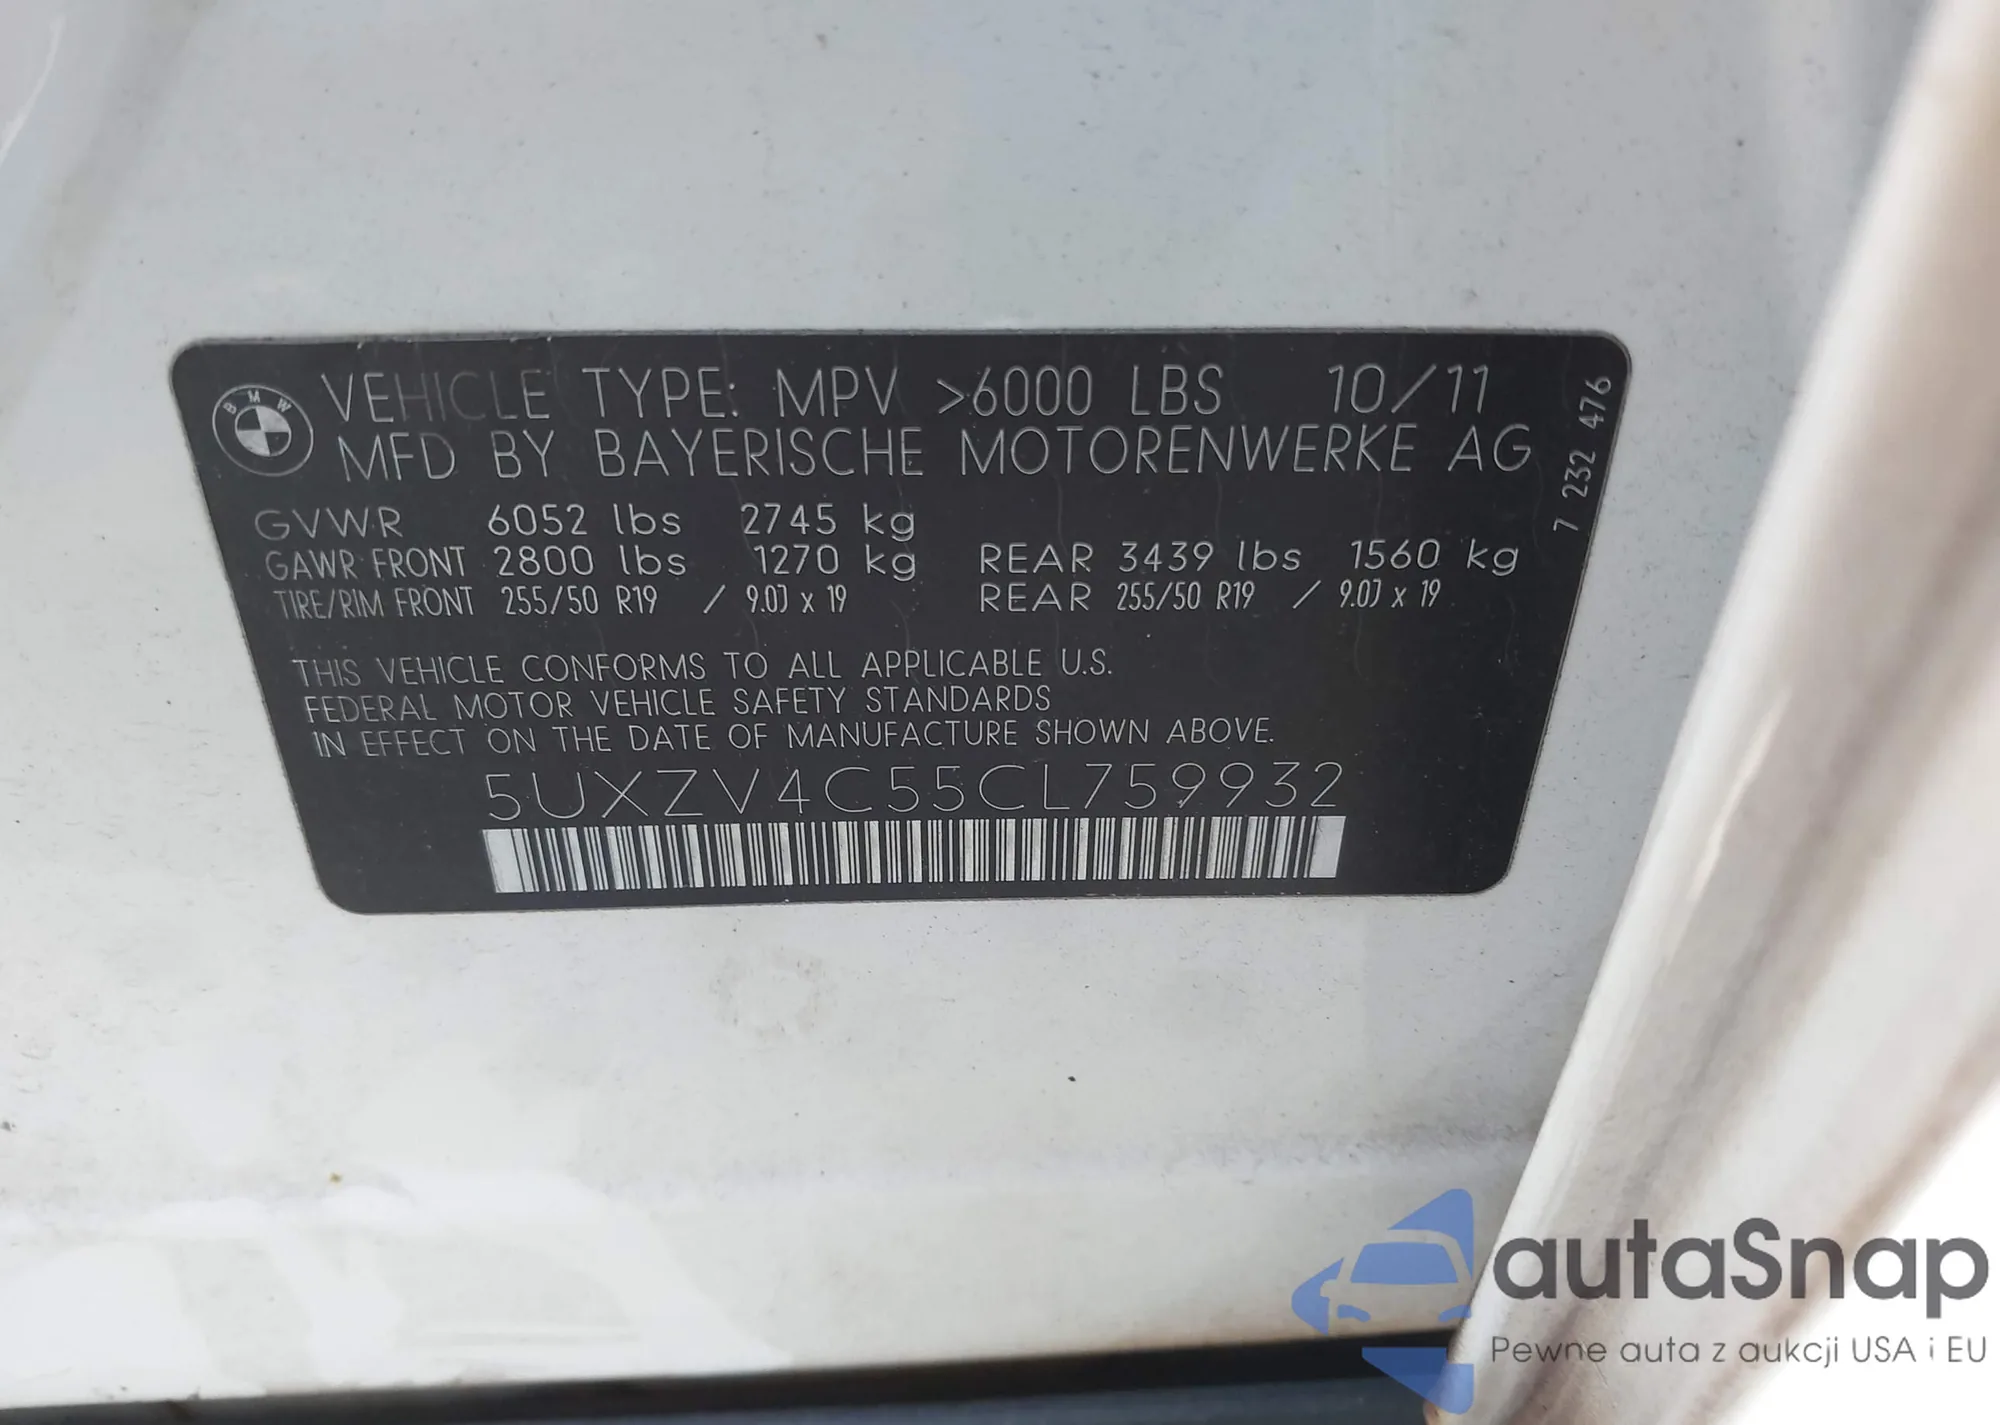 BMW
VEHICLE TYPE: MPV >6000 LBS 10/11
MFD BY BAYERISCHE MOTORENWERKE AG
7 232 476
GVWR 6052 lbs 2745 kg
GAWR FRONT 2800 lbs 1270 kg REAR 3439 lbs 1560 kg
TIRE/RIM FRONT 255/50 R19 / 9.0J x 19 REAR 255/50 R19 / 9.0J x 19
THIS VEHICLE CONFORMS TO ALL APPLICABLE U.S.
FEDERAL MOTOR VEHICLE SAFETY STANDARDS
IN EFFECT ON THE DATE OF MANUFACTURE SHOWN ABOVE.
5UXZV4C55CL759932
autaSnap
Pewne auta z aukcji USA i EU